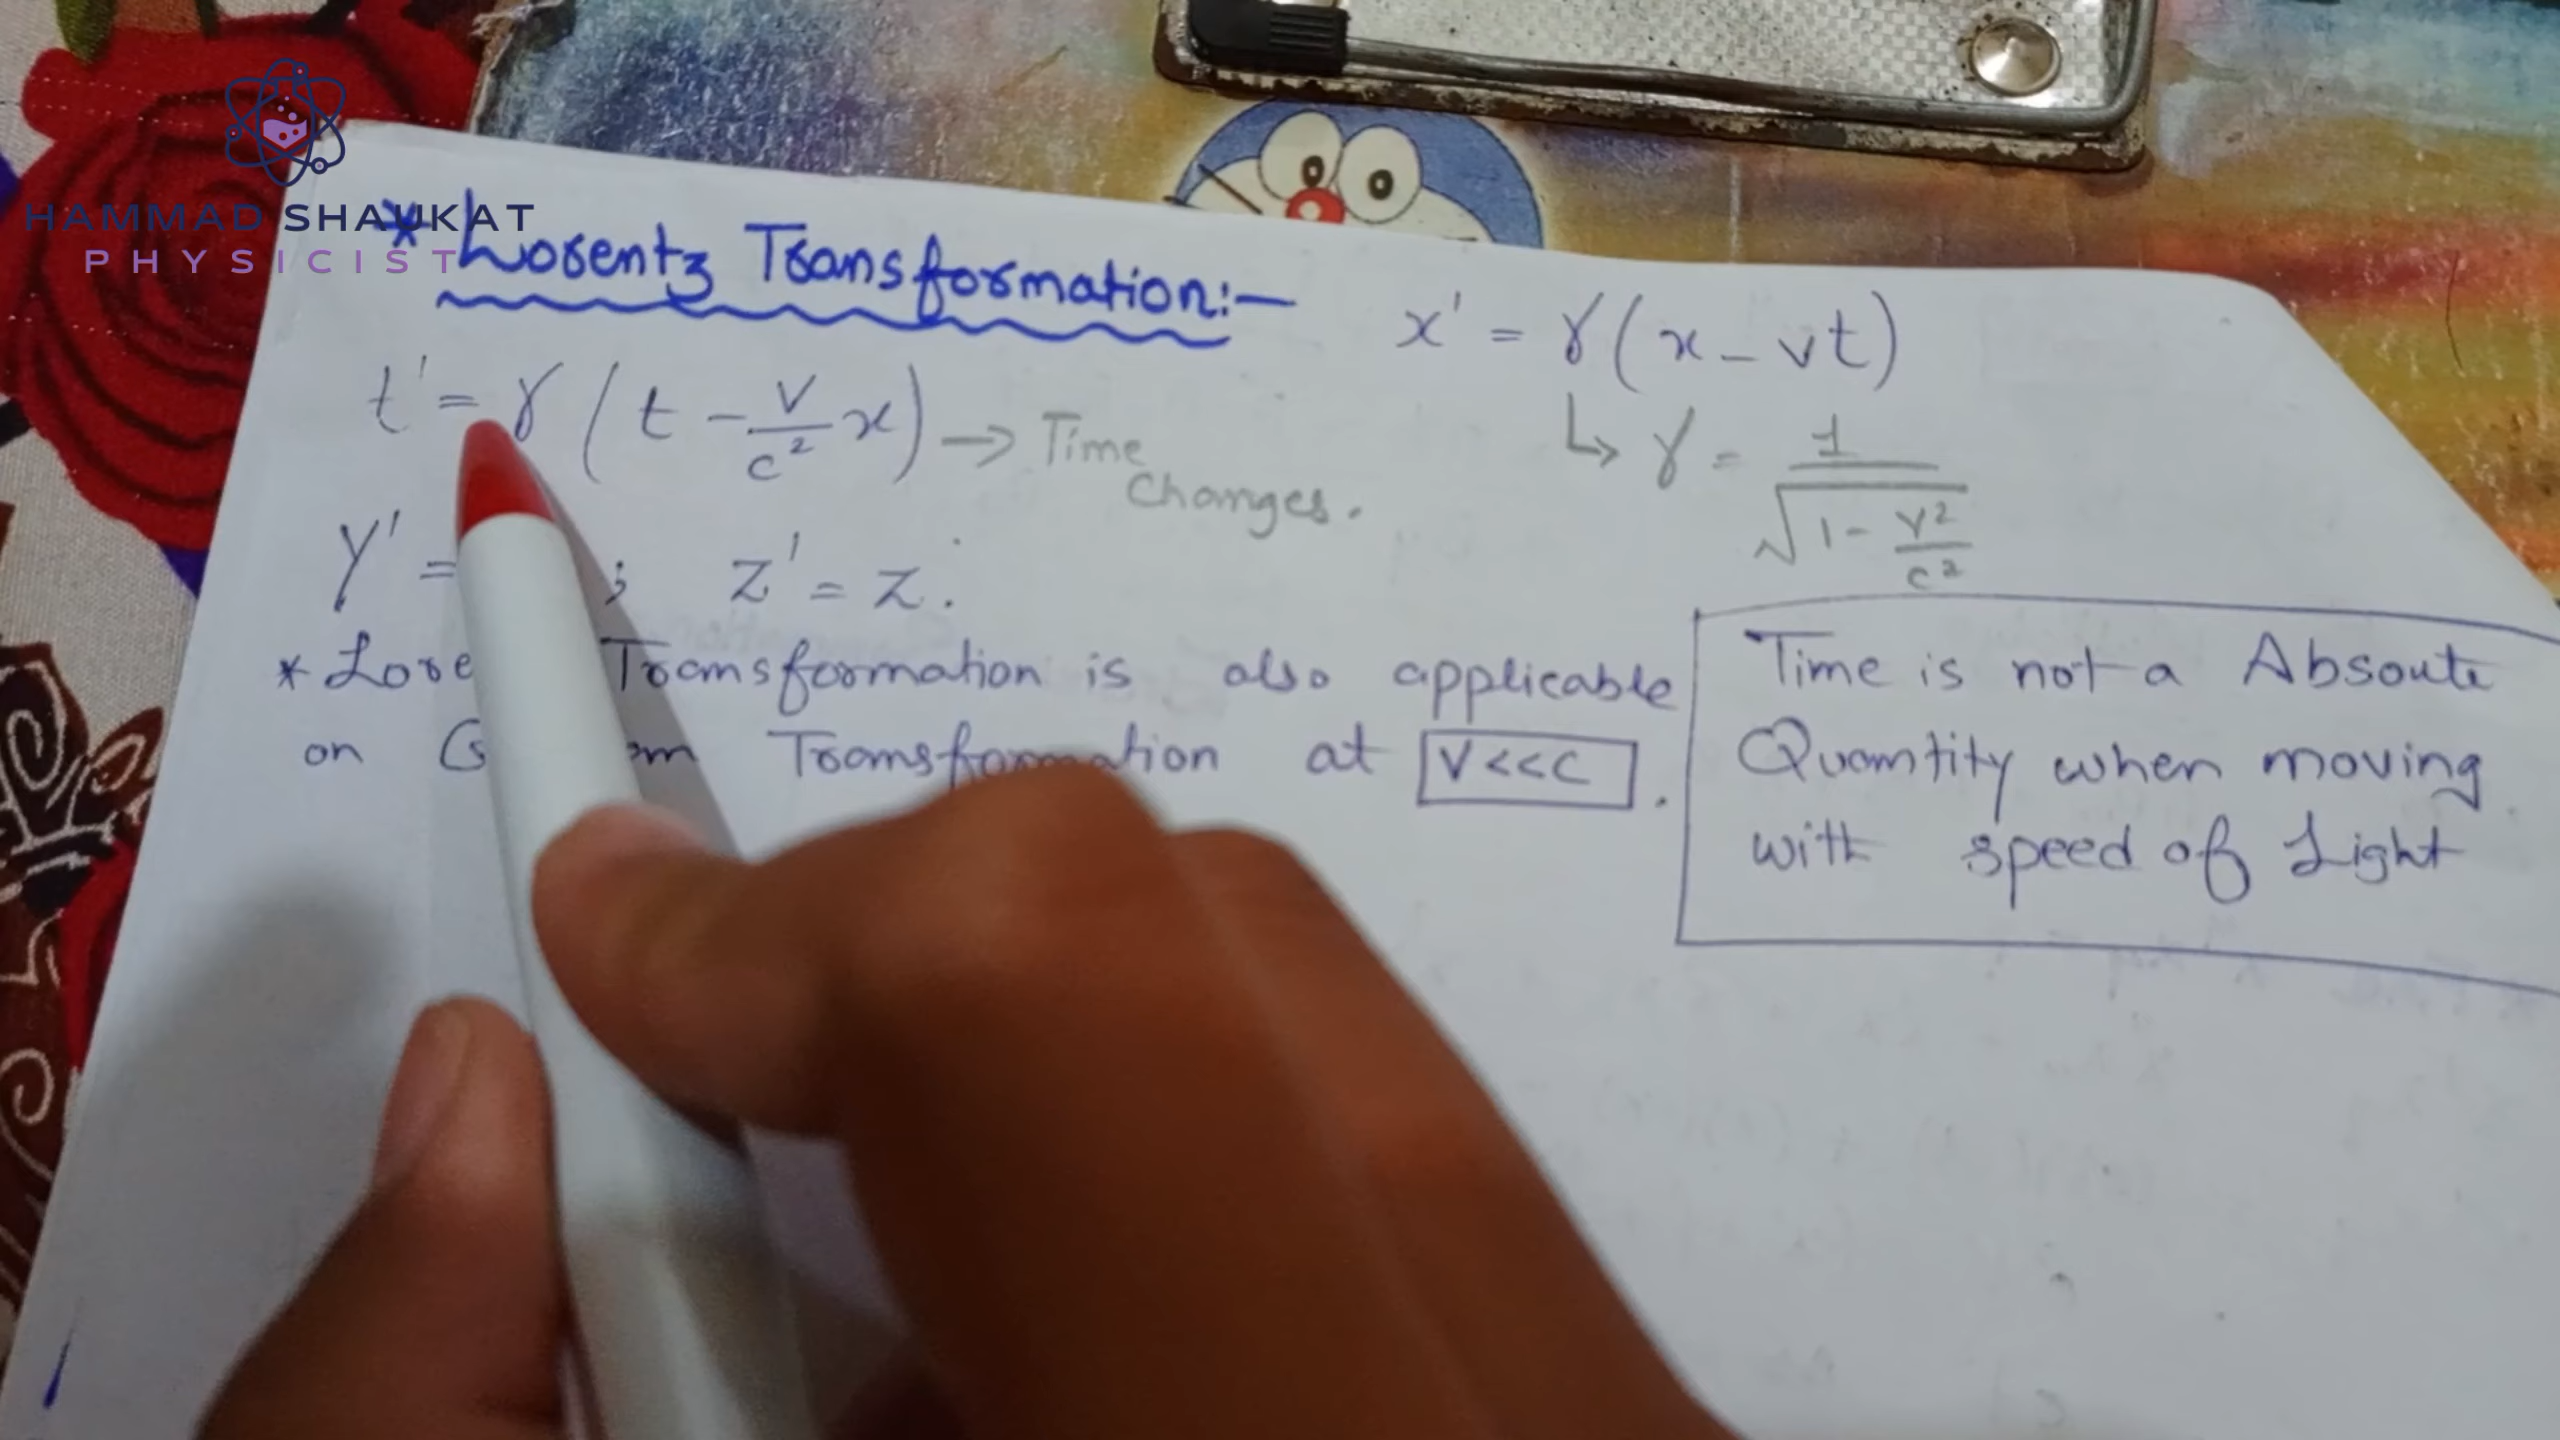 HAMMAD SHAUKAT
PHYSICIST
* Lorentz Transformation:-
x' = γ(x - vt)
t' = γ(t - v/c² x) → Time Changes.
↳ γ = 1/√(1 - v²/c²)
y' = ; z' = z.
* Transformation is also applicable
on Transformation at V<<C.
Time is not a Absoute
Quantity when moving
with speed of Light